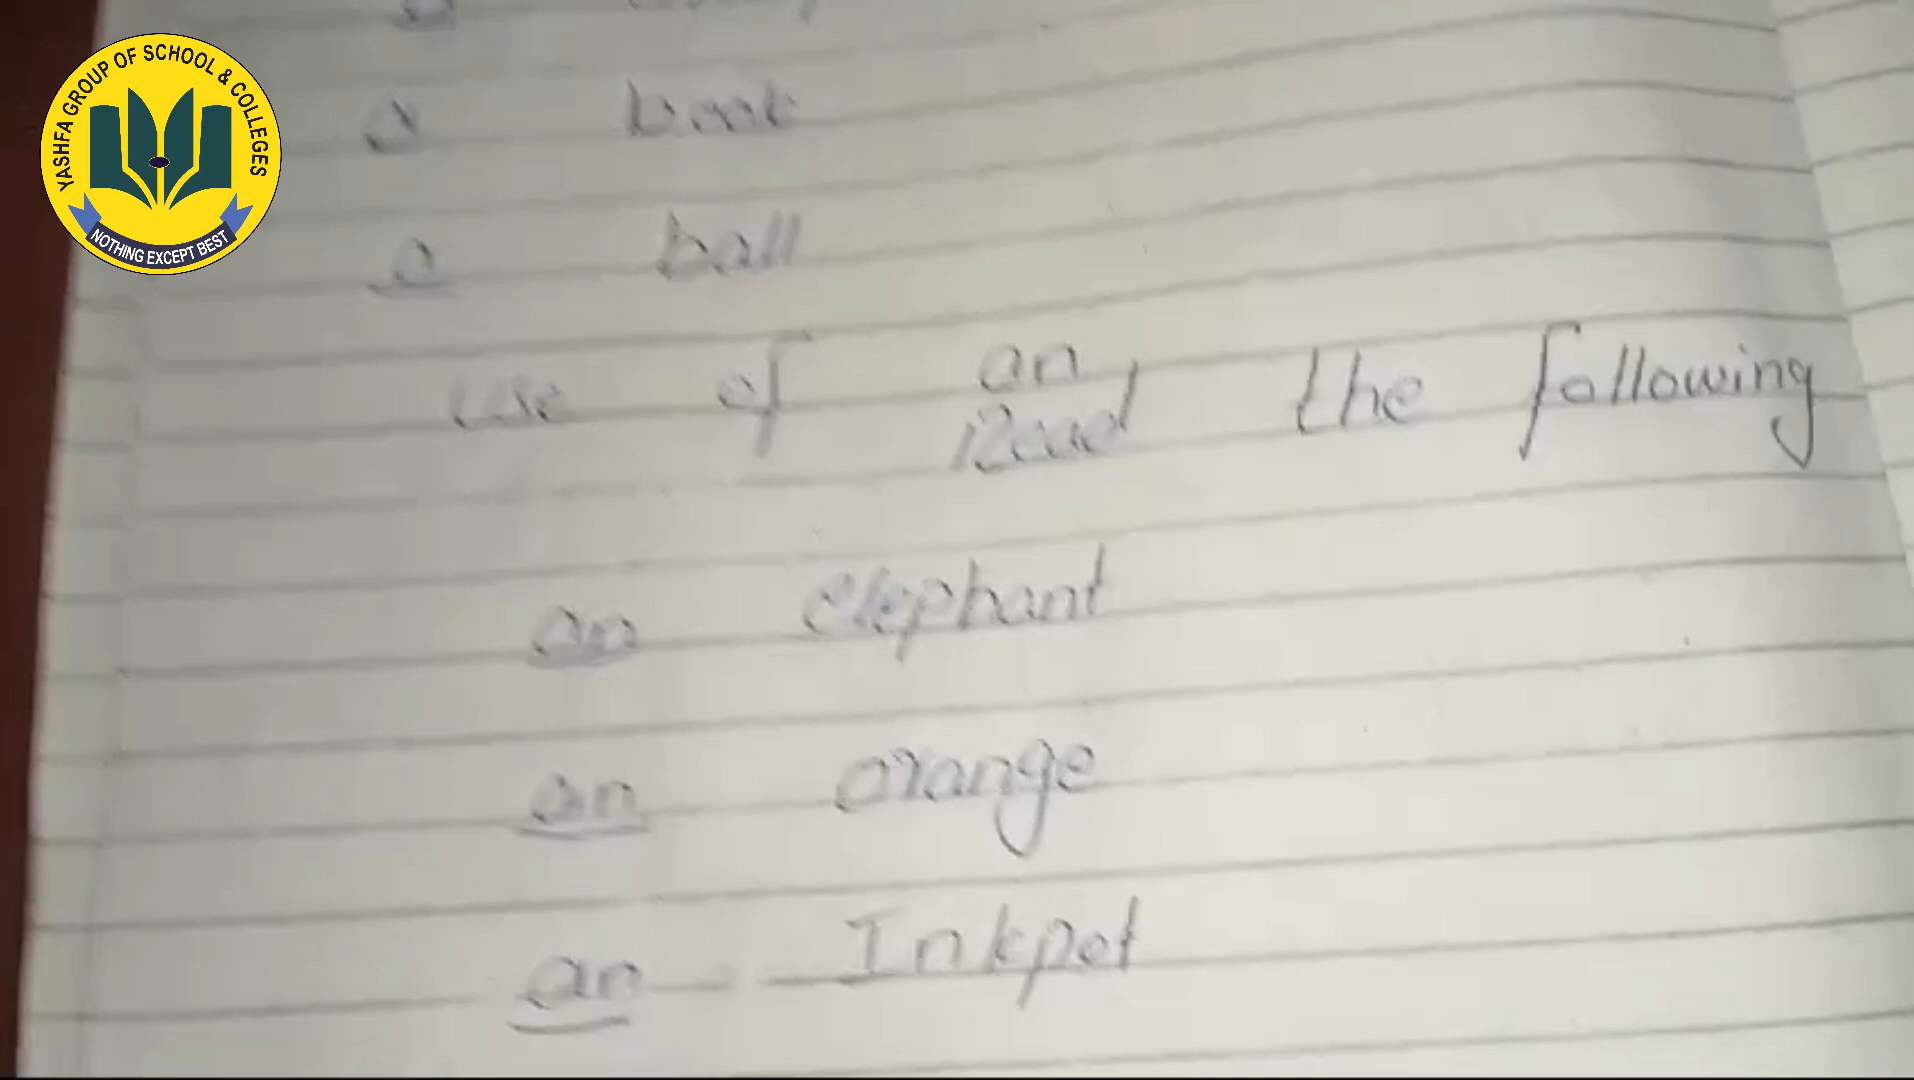 YASHFA GROUP OF SCHOOL & COLLEGES
NOTHING EXCEPT BEST
a book
a ball
use of an
Read the following
an elephant
an orange
an Inkpot